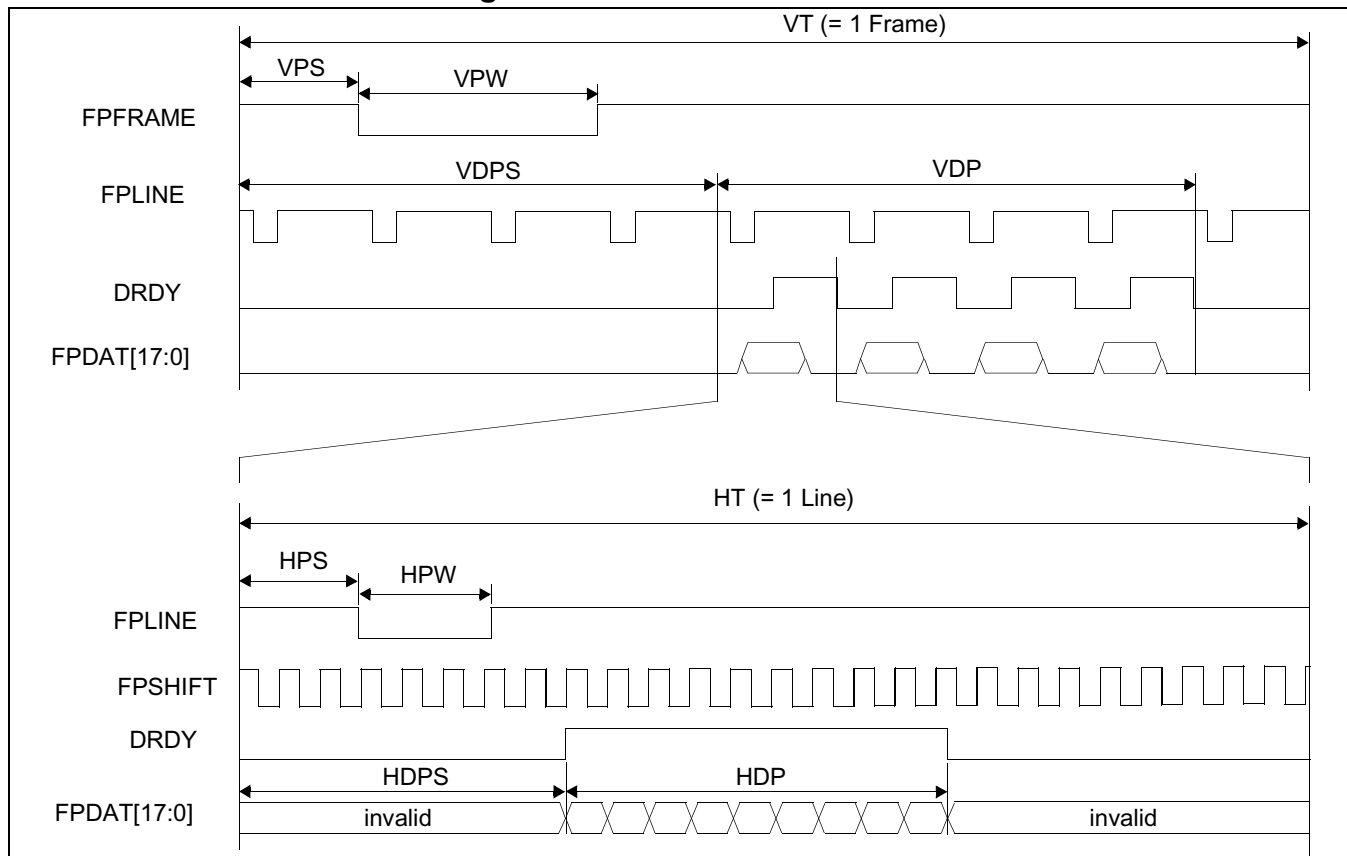 VT (= 1 Frame)
VPS
VPW
FPFRAME
VDPS
VDP
FPLINE
DRDY
FPDAT[17:0]
HT (= 1 Line)
HPS
HPW
FPLINE
FPSHIFT
DRDY
HDPS
HDP
FPDAT[17:0]
invalid
invalid